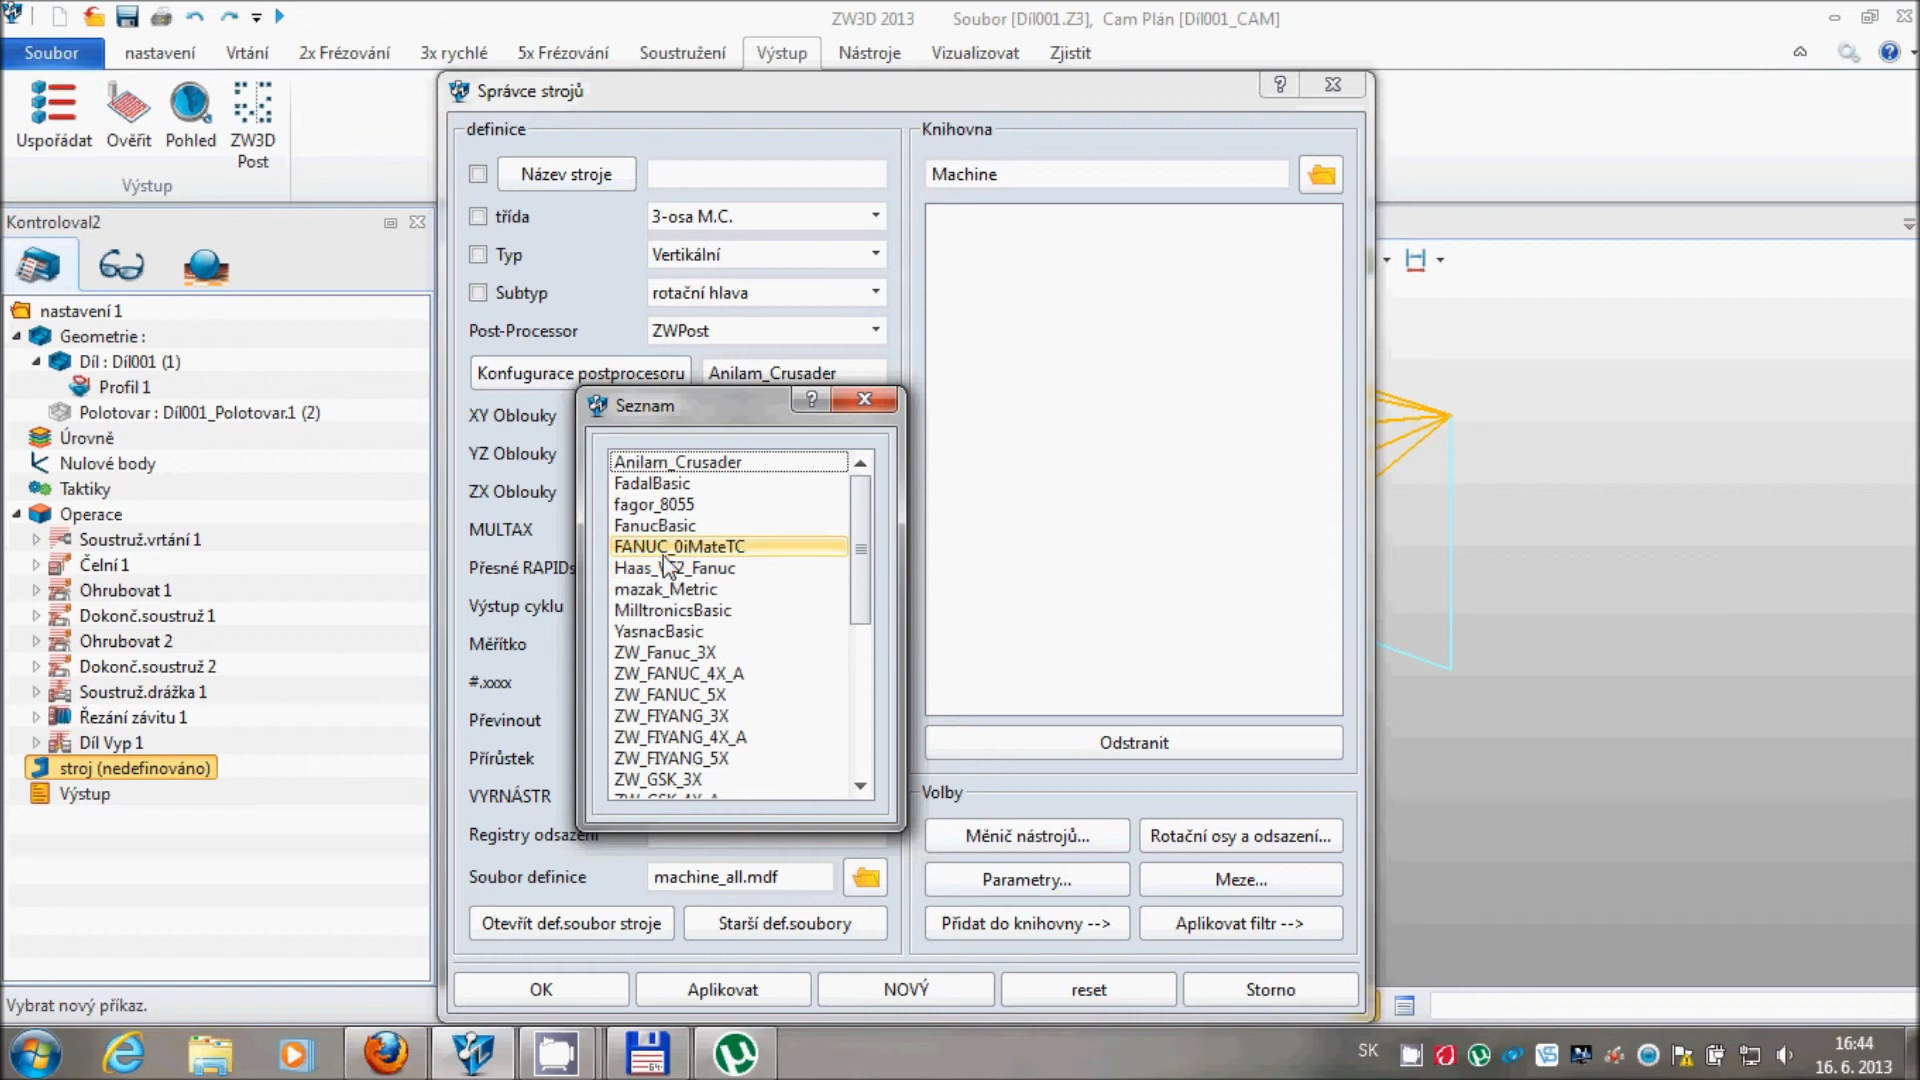 ZW3D 2013 Soubor [Díl001.Z3], Cam Plán [Díl001_CAM]
Soubor nastavení Vrtání 2x Frézování 3x rychlé 5x Frézování Soustružení Výstup Nástroje Vizualizovat Zjistit
Uspořádat Ověřit Pohled ZW3D Post
Výstup
Kontroloval2
nastavení 1
Geometrie :
Díl : Díl001 (1)
Profil 1
Polotovar : Díl001_Polotovar.1 (2)
Úrovně
Nulové body
Taktiky
Operace
Soustruž.vrtání 1
Čelní 1
Ohrubovat 1
Dokonč.soustruž 1
Ohrubovat 2
Dokonč.soustruž 2
Soustruž.drážka 1
Řezání závitu 1
Díl Vyp 1
stroj (nedefinováno)
Výstup
Vybrat nový příkaz.
Správce strojů
definice
Název stroje
třída 3-osa M.C.
Typ Vertikální
Subtyp rotační hlava
Post-Processor ZWPost
Konfugurace postprocesoru Anilam_Crusader
XY Oblouky
YZ Oblouky
ZX Oblouky
MULTAX
Přesné RAPIDs
Výstup cyklu
Měřítko
#.xxxx
Převinout
Přírůstek
VYRNÁSTR
Registry odsazení
Soubor definice machine_all.mdf
Otevřít def.soubor stroje Starší def.soubory
Seznam
Anilam_Crusader
FadalBasic
fagor_8055
FanucBasic
FANUC_0iMateTC
mazak_Metric
MilltronicsBasic
YasnacBasic
ZW_Fanuc_3X
ZW_FANUC_4X_A
ZW_FANUC_5X
ZW_FIYANG_3X
ZW_FIYANG_4X_A
ZW_FIYANG_5X
ZW_GSK_3X
ZW_GSK_4X_A
Knihovna
Machine
Odstranit
Volby
Měnič nástrojů... Rotační osy a odsazení...
Parametry... Meze...
Přidat do knihovny --> Aplikovat filtr -->
OK Aplikovat NOVÝ reset Storno
SK
16:44
16. 6. 2013